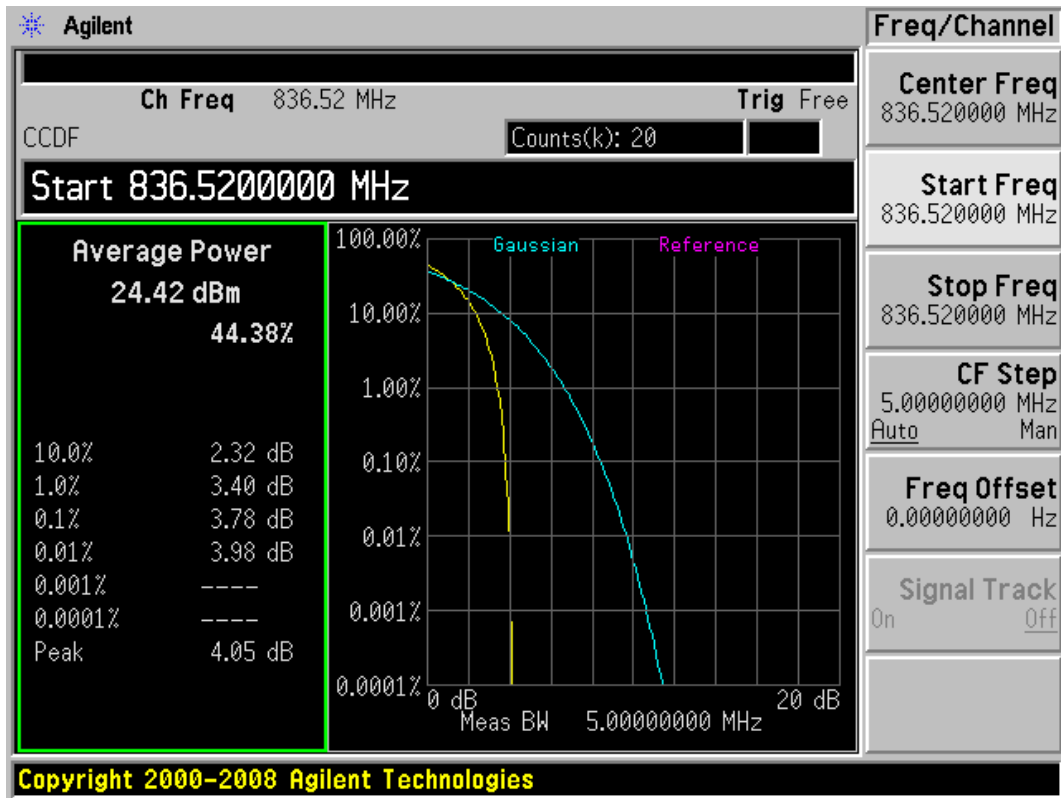 Agilent
Ch Freq 836.52 MHz Trig Free
CCDF
Counts(k): 20
Start 836.5200000 MHz
Average Power
24.42 dBm
44.38%
10.0% 2.32 dB
1.0% 3.40 dB
0.1% 3.78 dB
0.01% 3.98 dB
0.001% ----
0.0001% ----
Peak 4.05 dB
Gaussian Reference
100.00%
10.00%
1.00%
0.10%
0.01%
0.001%
0.0001%
0 dB 20 dB
Meas BW 5.00000000 MHz
Freq/Channel
Center Freq
836.520000 MHz
Start Freq
836.520000 MHz
Stop Freq
836.520000 MHz
CF Step
5.00000000 MHz
Auto Man
Freq Offset
0.00000000 Hz
Signal Track
On Off
Copyright 2000-2008 Agilent Technologies